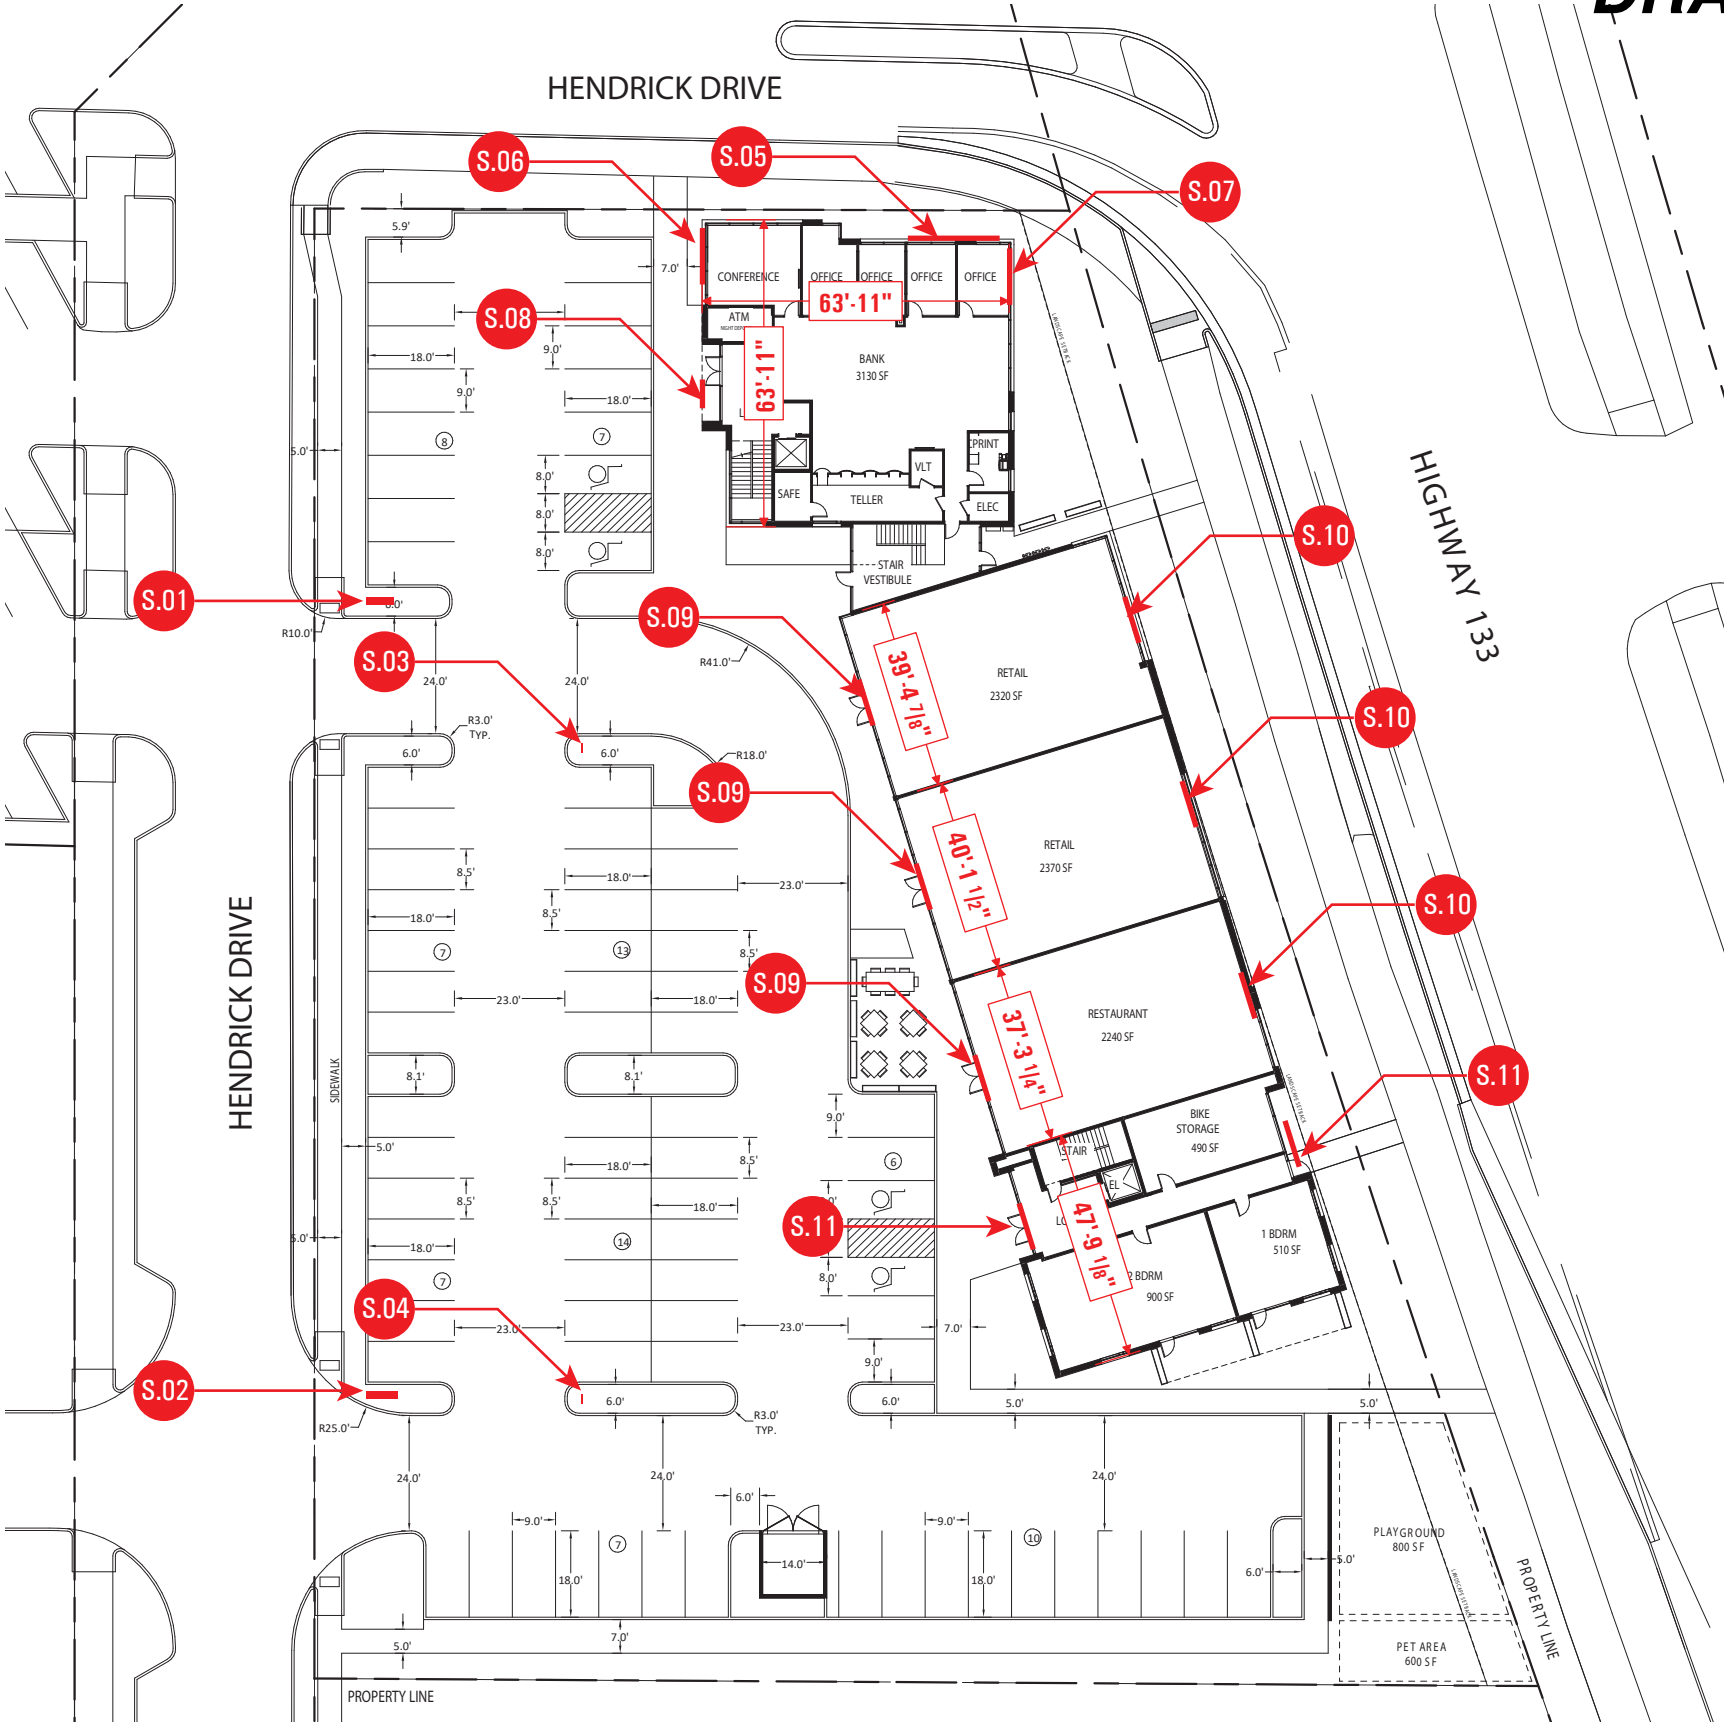 HENDRICK DRIVE
S.06
S.05
S.07
5.9'
7.0'
CONFERENCE
OFFICE
OFFICE
OFFICE
OFFICE
63'-11"
S.08
ATM
63'-11"
BANK
3130 SF
LANDSCAPE SETBACK
18.0'
9.0'
9.0'
18.0'
8
7
5.0'
8.0'
8.0'
8.0'
SAFE
TELLER
VLT
PRINT
ELEC
HIGHWAY 133
S.10
STAIR
VESTIBULE
S.01
6.0'
R10.0'
S.09
S.03
24.0'
24.0'
R41.0'
39'-4 7/8"
RETAIL
2320 SF
R3.0'
TYP.
6.0'
6.0'
R18.0'
S.10
S.09
40'-1 1/2"
RETAIL
2370 SF
8.5'
18.0'
23.0'
18.0'
8.5'
S.10
HENDRICK DRIVE
7
13
8.5'
S.09
23.0'
18.0'
37'-3 1/4"
RESTAURANT
2240 SF
SIDEWALK
8.1'
8.1'
S.11
LANDSCAPE SETBACK
9.0'
BIKE
STORAGE
490 SF
5.0'
18.0'
8.5'
6
STAIR
EL
8.5'
8.5'
18.0'
S.11
47'-9 1/8"
5.0'
18.0'
14
7
8.0'
1 BDRM
510 SF
2 BDRM
900 SF
S.04
23.0'
23.0'
7.0'
9.0'
S.02
6.0'
6.0'
5.0'
5.0'
R25.0'
R3.0'
TYP.
24.0'
24.0'
24.0'
6.0'
9.0'
9.0'
7
10
14.0'
18.0'
18.0'
6.0'
5.0'
PLAYGROUND
800 SF
LANDSCAPE SETBACK
PROPERTY LINE
5.0'
7.0'
PET AREA
600 SF
PROPERTY LINE